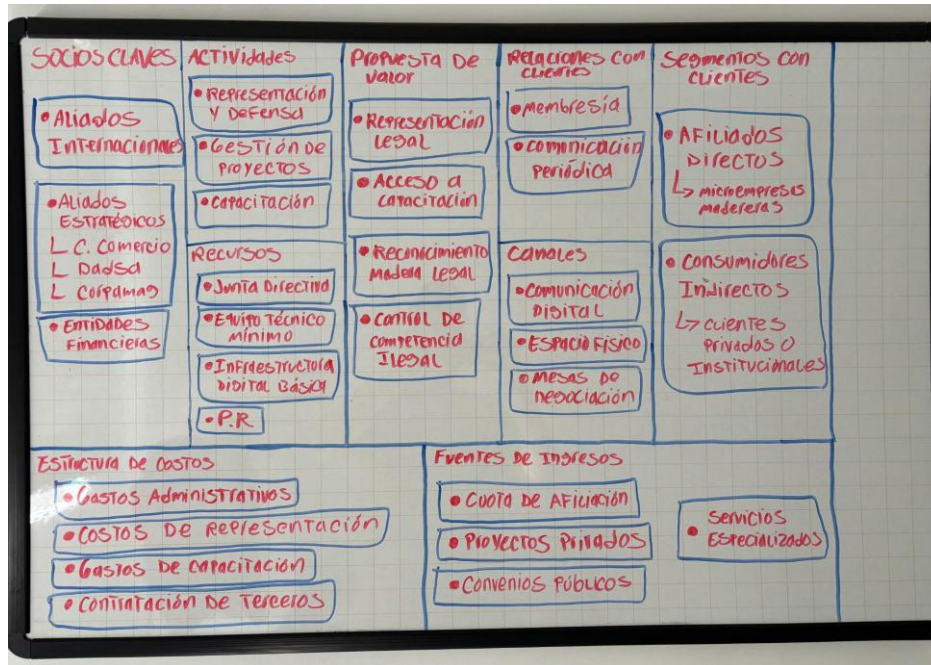 SOCIOS CLAVES
• Aliados
Internacionales
• Aliados
Estratégicos
C. Comercio
Dadsa
Corpamag
• Entidades
Financieras
Actividades
• Representación
y Defensa
• Gestión de
Proyectos
• Capacitación
Recursos
• Junta Directiva
• Equipo Técnico
mínimo
• Infraestructura
Digital Básica
• P.R
Propuesta De
valor
• Representación
Legal
• Acceso a
capacitación
• Reconocimiento
Madera Legal
• Control De
competencia
Ilegal
Relaciones con
clientes
• membresía
• comunicación
periódica
Canales
• Comunicación
Digital
• Espacio Físico
• Mesas de
negociación
Segmentos con
clientes
• AFiliados
Directos
↳ microempresas
madereras
• Consumidores
Indirectos
↳ clientes
privados o
Institucionales
Estructura de Costos
• Gastos Administrativos
• Costos De Representación
• Gastos De capacitación
• Contratación De Terceros
Fuentes De Ingresos
• Cuota De Afiliación
• Proyectos Privados
• Convenios Públicos
• Servicios
Especializados